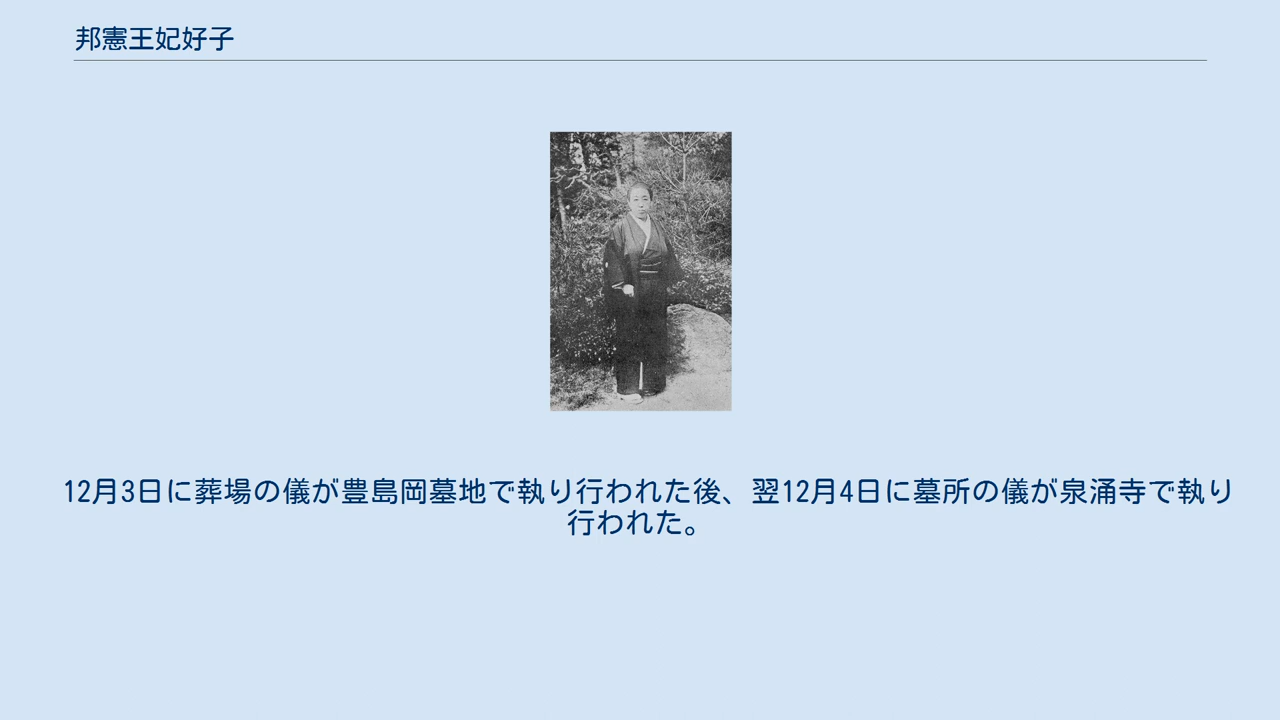 邦憲王妃好子
12月3日に葬場の儀が豊島岡墓地で執り行われた後、翌12月4日に墓所の儀が泉涌寺で執り
行われた。